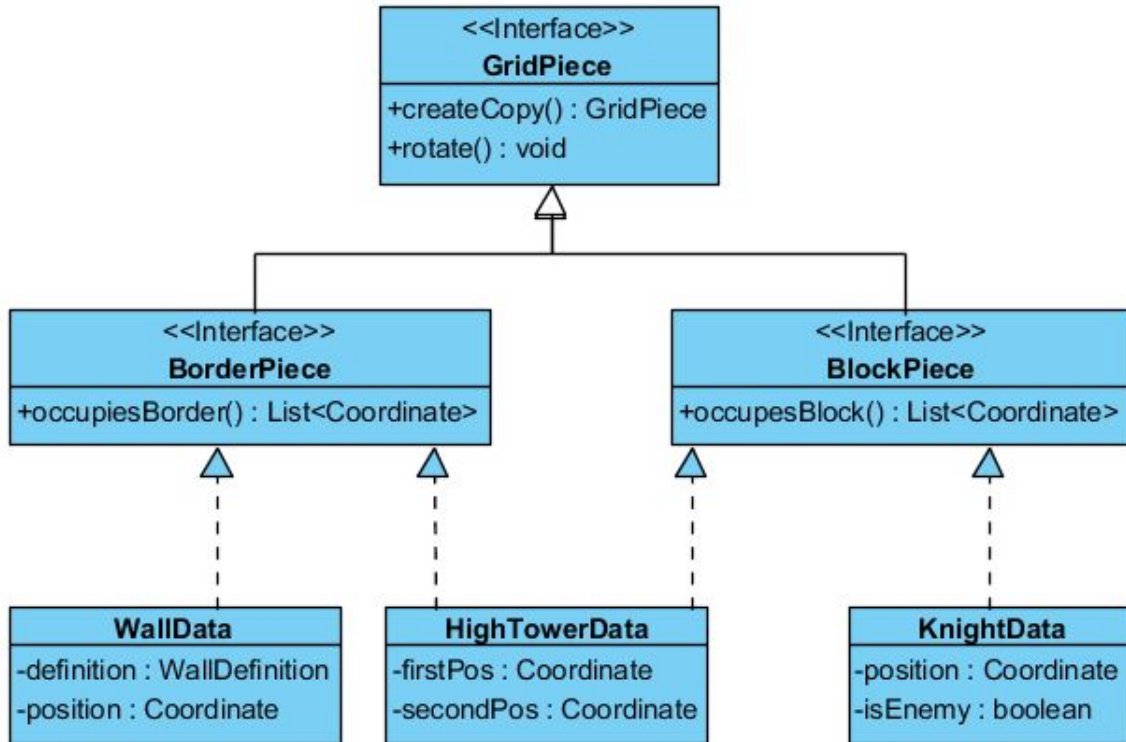 <<Interface>>
GridPiece
+createCopy() : GridPiece
+rotate() : void
<<Interface>>
BorderPiece
+occupiesBorder() : List<Coordinate>
<<Interface>>
BlockPiece
+occupesBlock() : List<Coordinate>
WallData
-definition : WallDefinition
-position : Coordinate
HighTowerData
-firstPos : Coordinate
-secondPos : Coordinate
KnightData
-position : Coordinate
-isEnemy : boolean